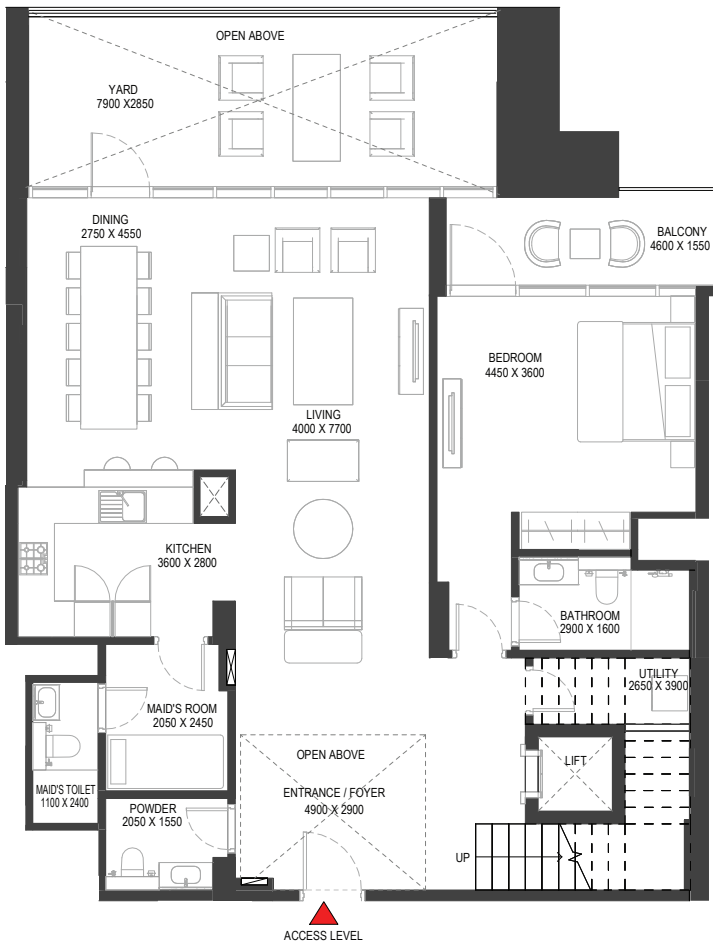 OPEN ABOVE
YARD
7900 X2850
DINING
2750 X 4550
BALCONY
4600 X 1550
BEDROOM
4450 X 3600
LIVING
4000 X 7700
KITCHEN
3600 X 2800
BATHROOM
2900 X 1600
UTILITY
2650 X 3900
MAID'S ROOM
2050 X 2450
OPEN ABOVE
LIFT
MAID'S TOILET
1100 X 2400
ENTRANCE / FOYER
4900 X 2900
POWDER
2050 X 1550
UP
ACCESS LEVEL